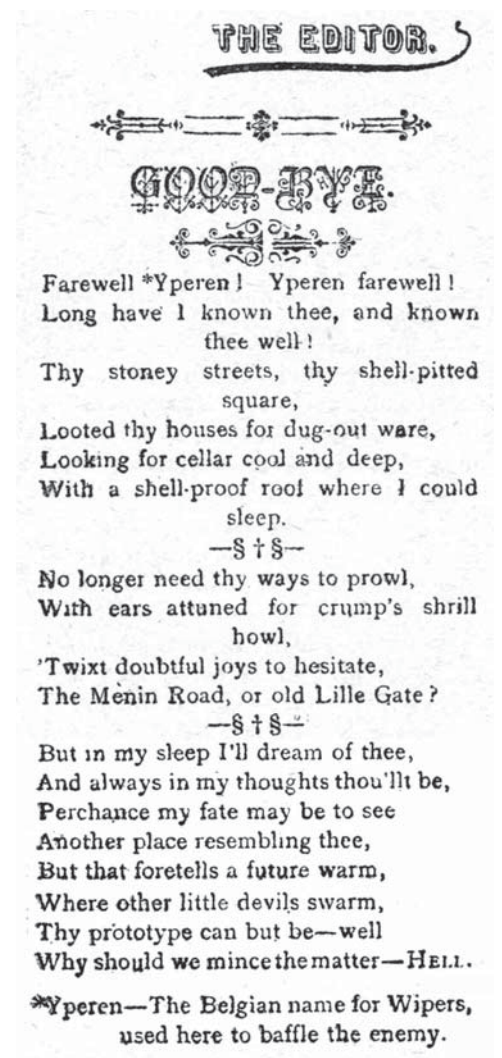 THE EDITOR.
GOOD-BYE.
Farewell *Yperen! Yperen farewell!
Long have I known thee, and known
thee well!
Thy stoney streets, thy shell-pitted
square,
Looted thy houses for dug-out ware,
Looking for cellar cool and deep,
With a shell-proof roof where I could
sleep.
—§†§—
No longer need thy ways to prowl,
With ears attuned for crump's shrill
howl,
'Twixt doubtful joys to hesitate,
The Menin Road, or old Lille Gate?
—§†§—
But in my sleep I'll dream of thee,
And always in my thoughts thou'llt be,
Perchance my fate may be to see
Another place resembling thee,
But that foretells a future warm,
Where other little devils swarm,
Thy prototype can but be—well
Why should we mince the matter—HELL.
*Yperen—The Belgian name for Wipers,
used here to baffle the enemy.